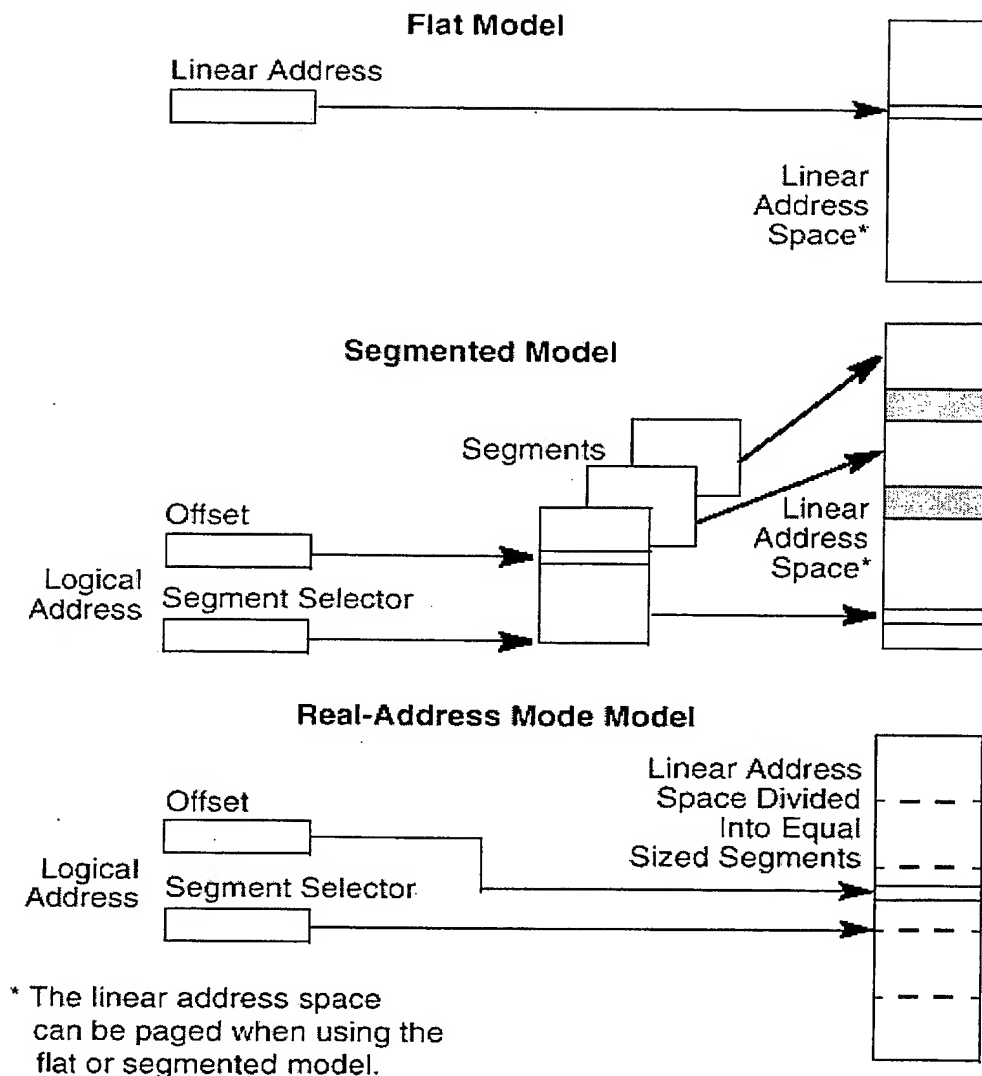 Flat Model
Linear Address
Linear
Address
Space*
Segmented Model
Segments
Offset
Logical
Address
Segment Selector
Linear
Address
Space*
Real-Address Mode Model
Offset
Logical
Address
Segment Selector
Linear Address
Space Divided
Into Equal
Sized Segments
* The linear address space
can be paged when using the
flat or segmented model.